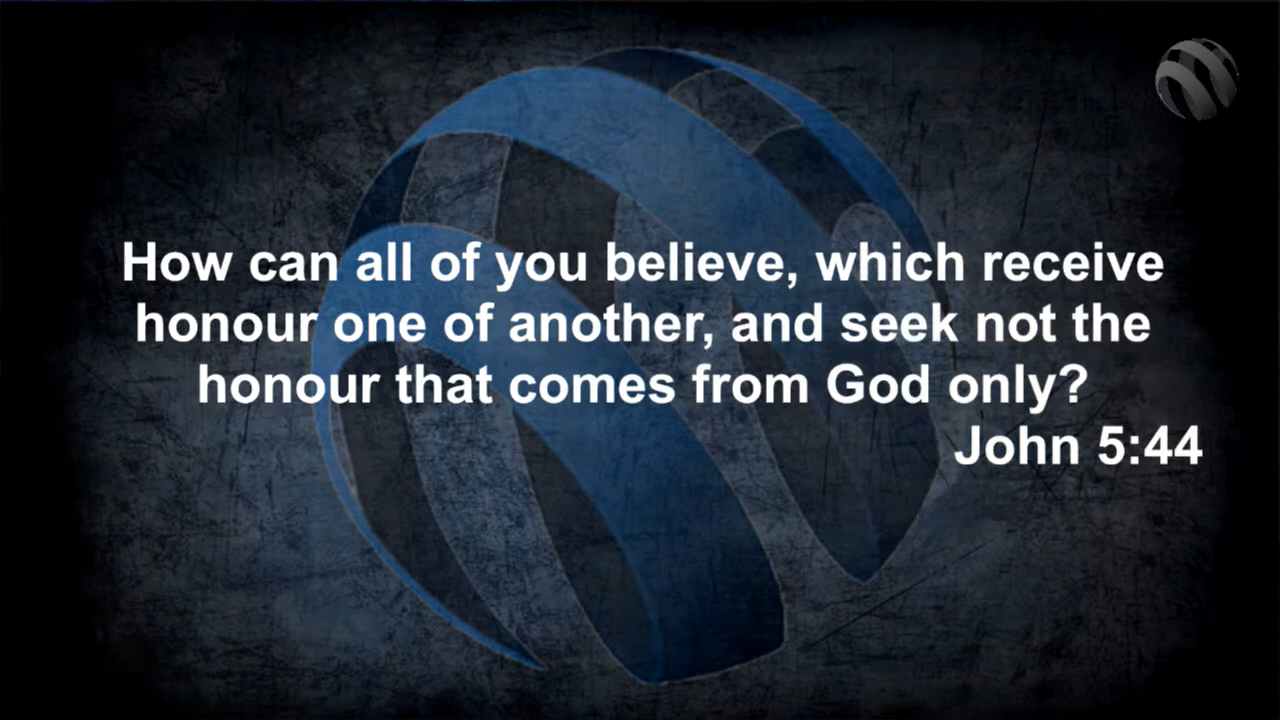 How can all of you believe, which receive
honour one of another, and seek not the
honour that comes from God only?
John 5:44